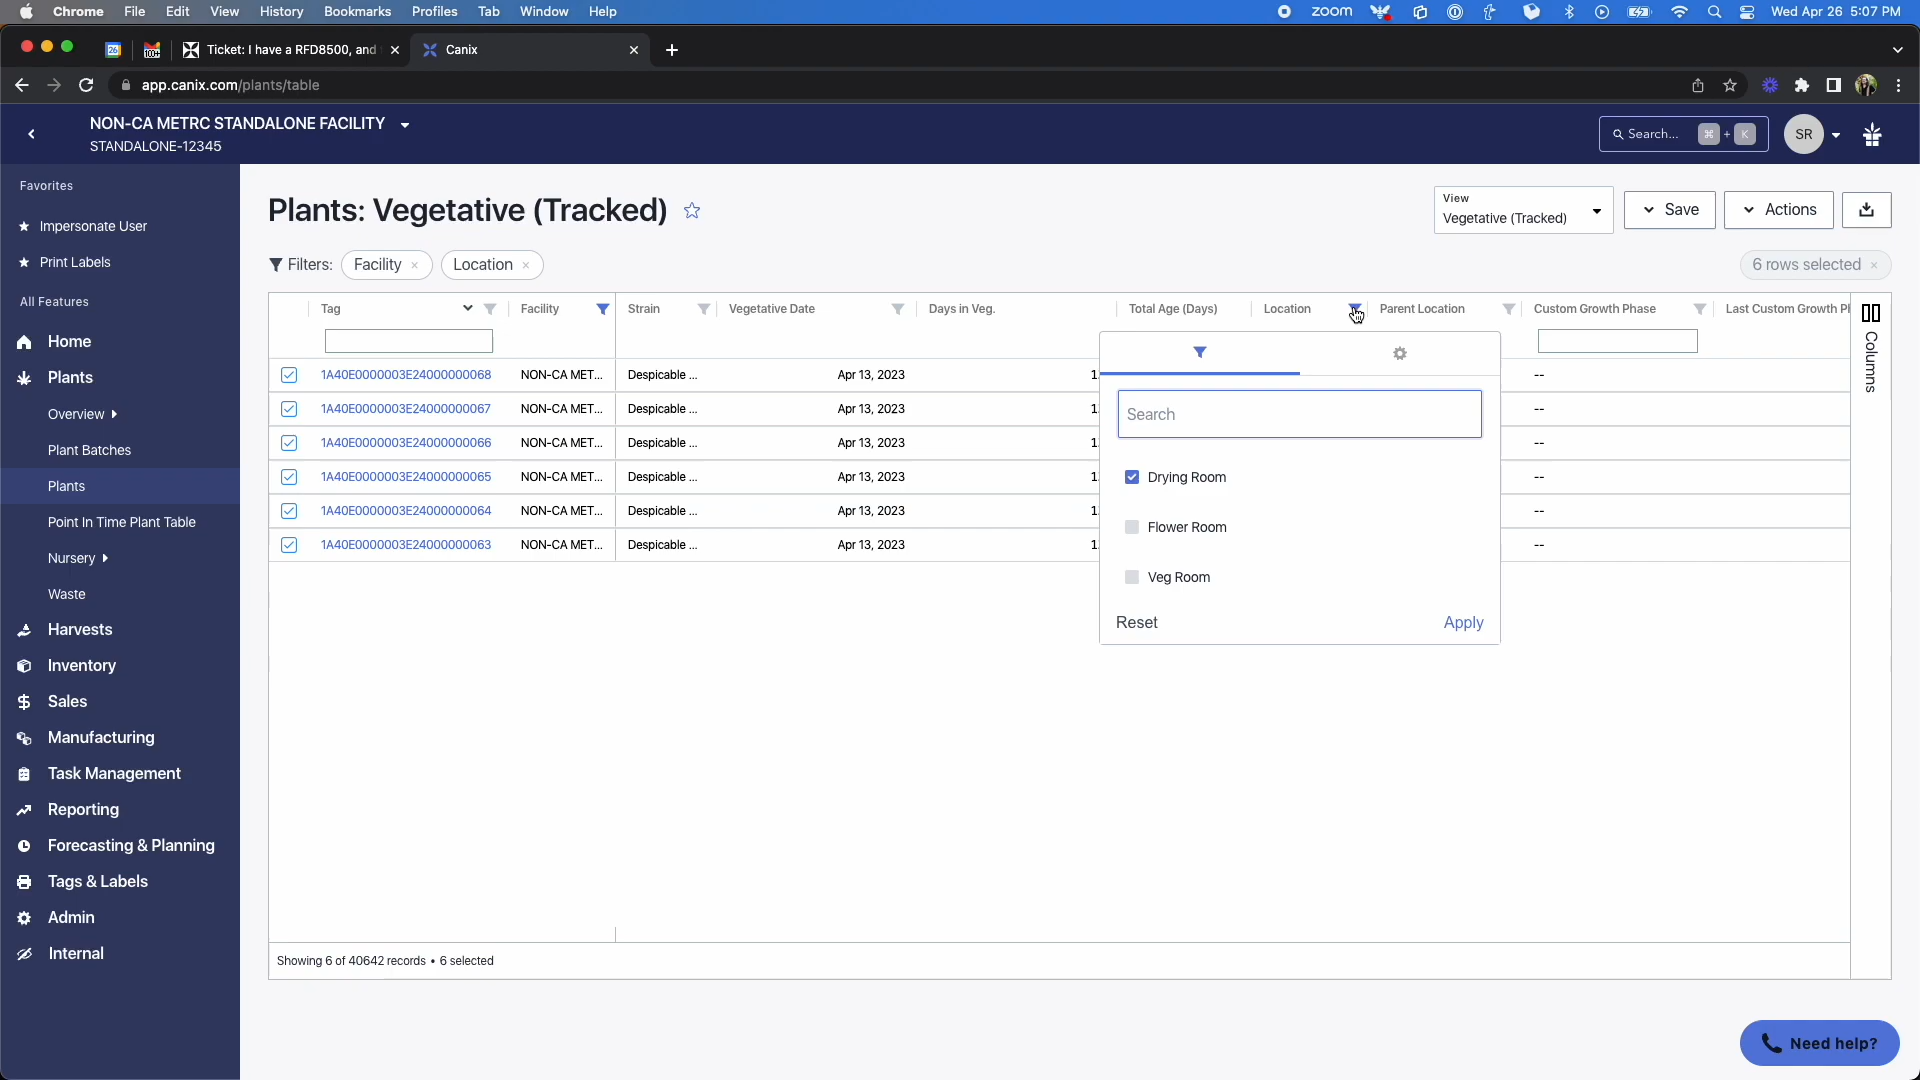 Chrome File Edit View History Bookmarks Profiles Tab Window Help zoom Wed Apr 26 5:07 PM
26 100+ Ticket: I have a RFD8500, and Canix
app.canix.com/plants/table
NON-CA METRC STANDALONE FACILITY
STANDALONE-12345
Search... ⌘ + K SR
Favorites
Impersonate User
Print Labels
All Features
Home
Plants
Overview
Plant Batches
Plants
Point In Time Plant Table
Nursery
Waste
Harvests
Inventory
Sales
Manufacturing
Task Management
Reporting
Forecasting & Planning
Tags & Labels
Admin
Internal
Plants: Vegetative (Tracked)
View
Vegetative (Tracked)
Save
Actions
Filters: Facility × Location ×
6 rows selected ×
Tag Facility Strain Vegetative Date Days in Veg. Total Age (Days) Location Parent Location Custom Growth Phase Last Custom Growth Pl
1A40E0000003E24000000068 NON-CA MET... Despicable ... Apr 13, 2023 1. --
1A40E0000003E24000000067 NON-CA MET... Despicable ... Apr 13, 2023 1. --
1A40E0000003E24000000066 NON-CA MET... Despicable ... Apr 13, 2023 1. --
1A40E0000003E24000000065 NON-CA MET... Despicable ... Apr 13, 2023 1. --
1A40E0000003E24000000064 NON-CA MET... Despicable ... Apr 13, 2023 1. --
1A40E0000003E24000000063 NON-CA MET... Despicable ... Apr 13, 2023 1. --
Search
Drying Room
Flower Room
Veg Room
Reset Apply
Columns
Showing 6 of 40642 records • 6 selected
Need help?